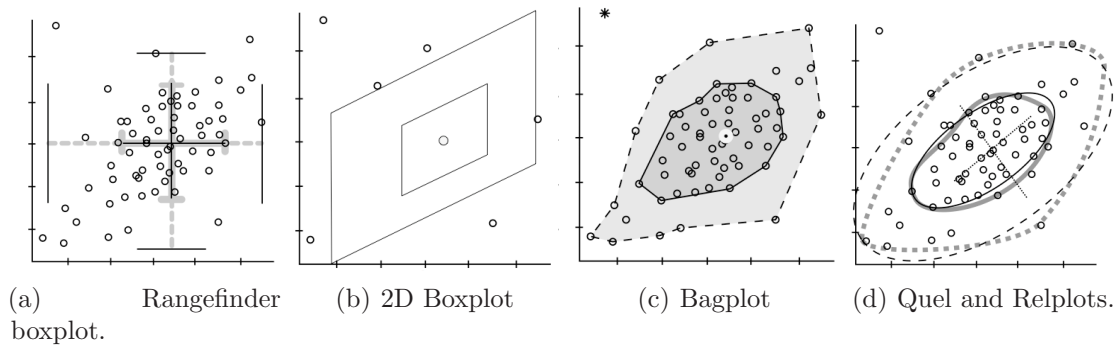 (a) Rangefinder
boxplot.
(b) 2D Boxplot
(c) Bagplot
(d) Quel and Relplots.